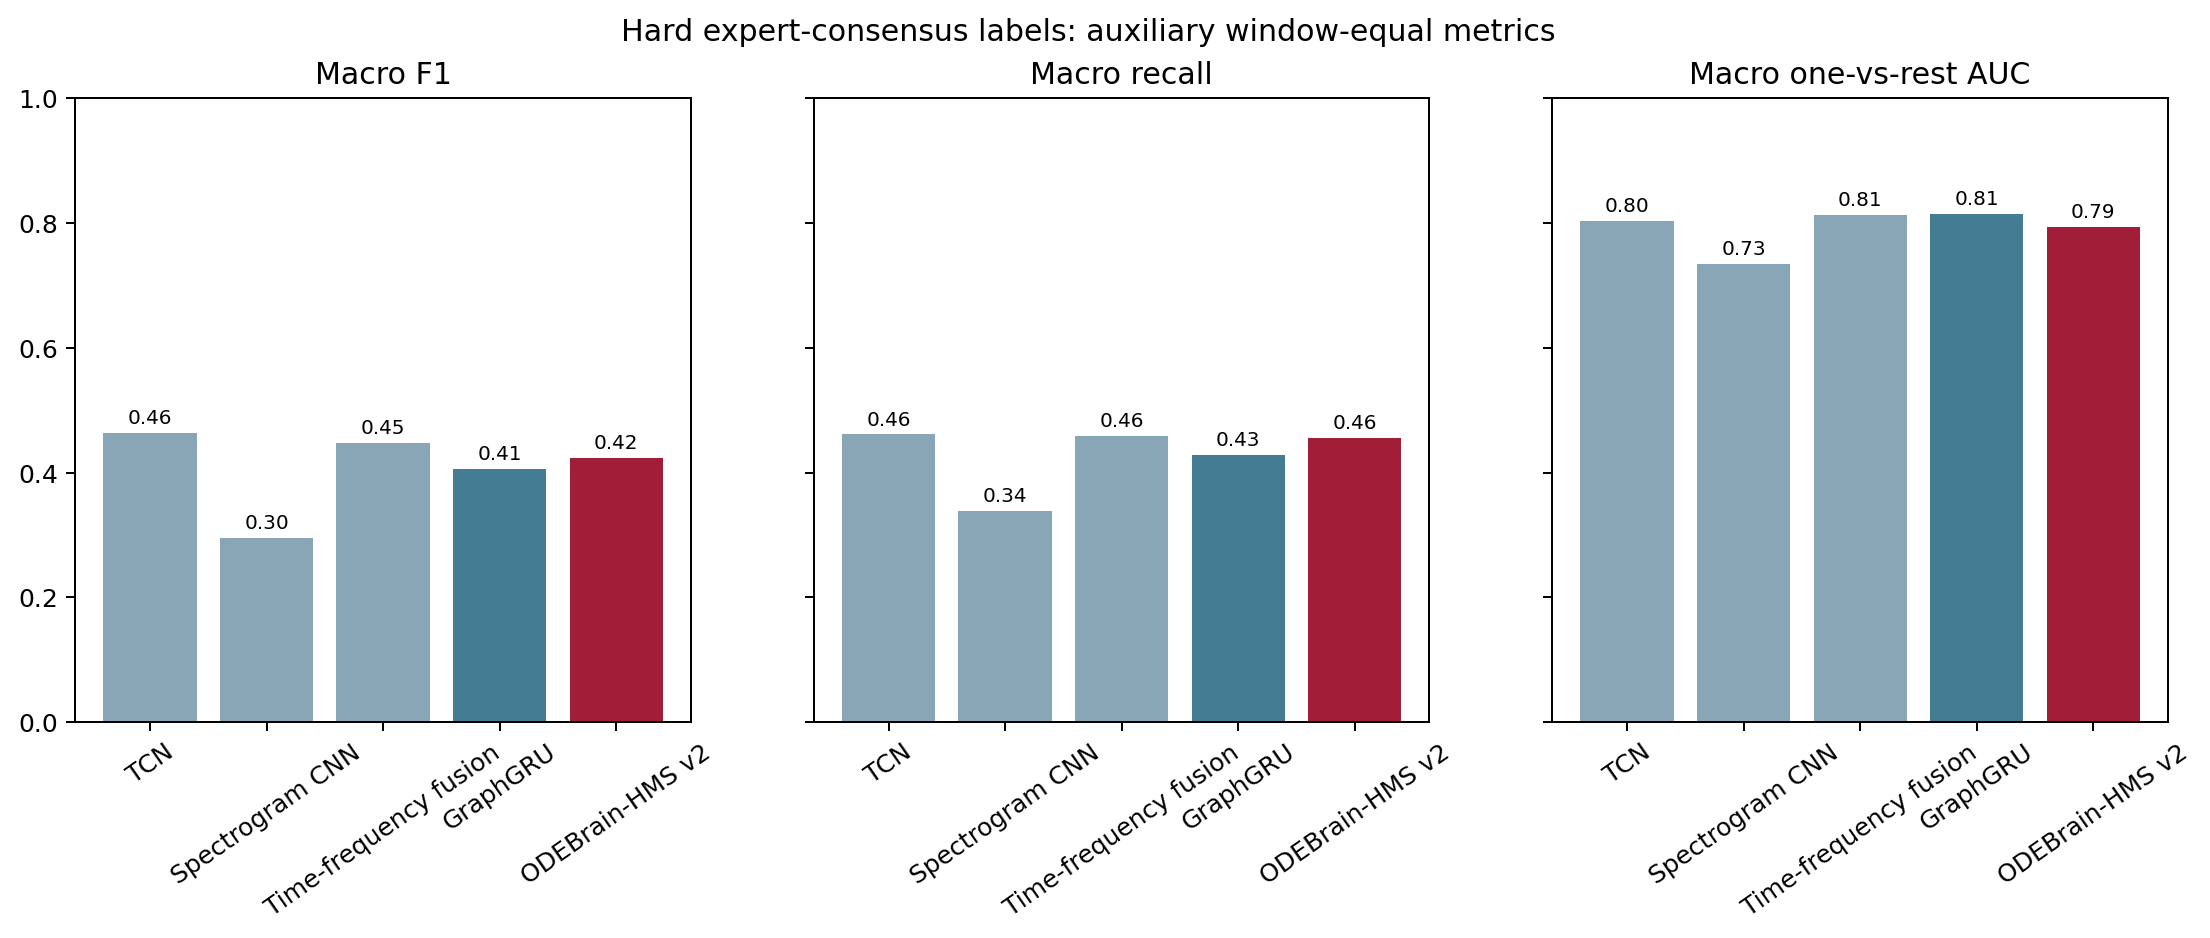 Hard expert-consensus labels: auxiliary window-equal metrics
Macro F1
1.0
0.8
0.6
0.4
0.2
0.0
0.46
0.30
0.45
0.41
0.42
TCN
Spectrogram CNN
Time-frequency fusion
GraphGRU
ODEBrain-HMS v2
Macro recall
0.46
0.34
0.46
0.43
0.46
TCN
Spectrogram CNN
Time-frequency fusion
GraphGRU
ODEBrain-HMS v2
Macro one-vs-rest AUC
0.80
0.73
0.81
0.81
0.79
TCN
Spectrogram CNN
Time-frequency fusion
GraphGRU
ODEBrain-HMS v2